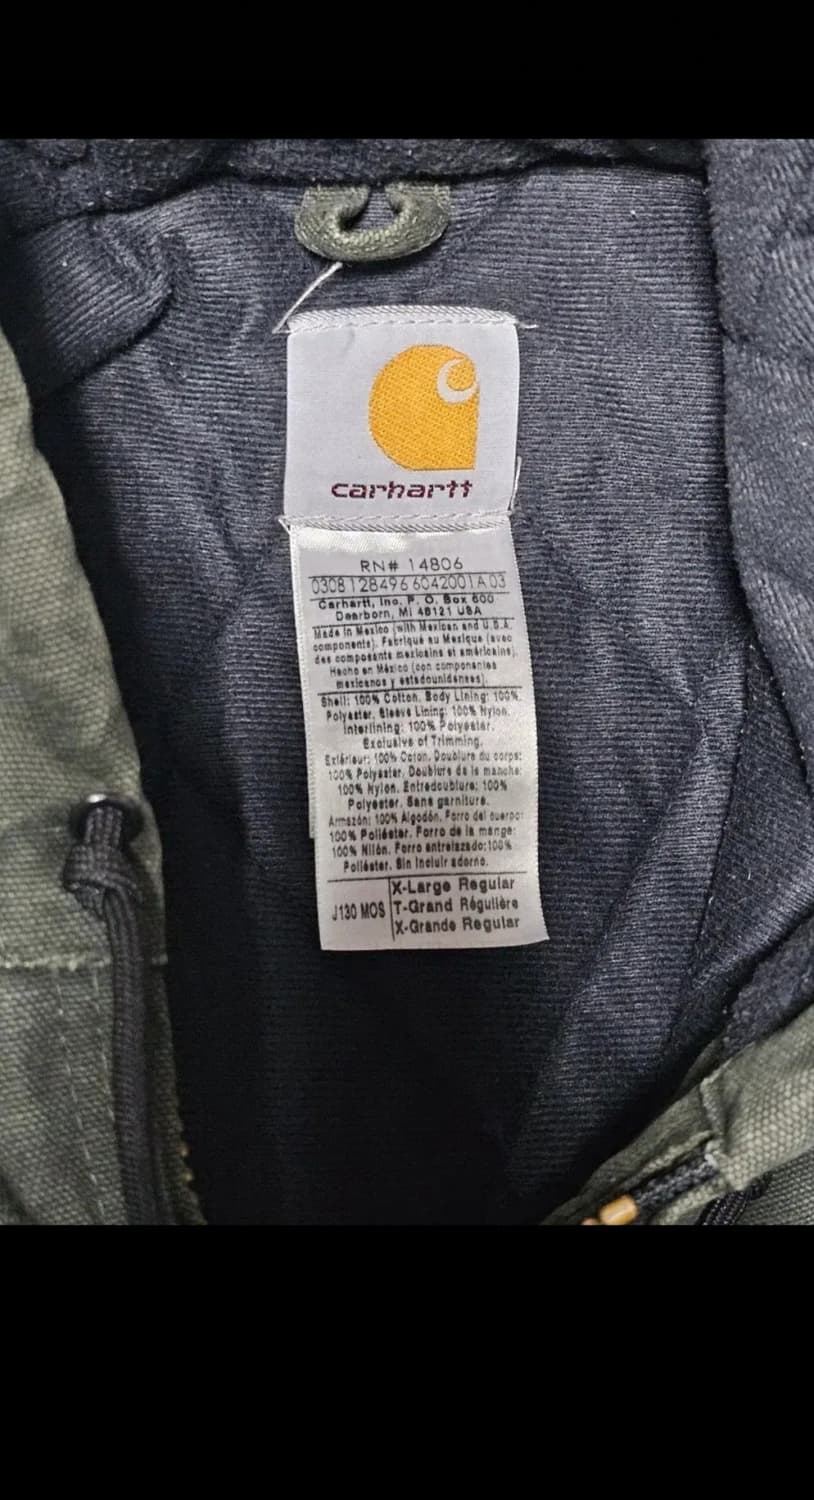 carhartt
RN# 14806
0308128496 6042001A 03
Carhartt, Inc. P. O. Box 600
Dearborn, MI 48121 USA
Made in Mexico (with Mexican and U.S.A.
components). Fabriqué au Mexique (avec
des composants mexicains et américains).
Hecho en México (con componentes
mexicanos y estadounidenses).
Shell: 100% Cotton. Body Lining: 100%
Polyester. Sleeve Lining: 100% Nylon.
Interlining: 100% Polyester.
Exclusive of Trimming.
Extérieur: 100% Coton. Doublure du corps:
100% Polyester. Doublure de la manche:
100% Nylon. Entredoublure: 100%
Polyester. Sans garniture.
Armazón: 100% Algodón. Forro del cuerpo:
100% Poliéster. Forro de la manga:
100% Nilón. Forro entrelazado:100%
Poliéster. Sin incluir adorno.
J130 MOS
X-Large Regular
T-Grand Régulière
X-Grande Regular